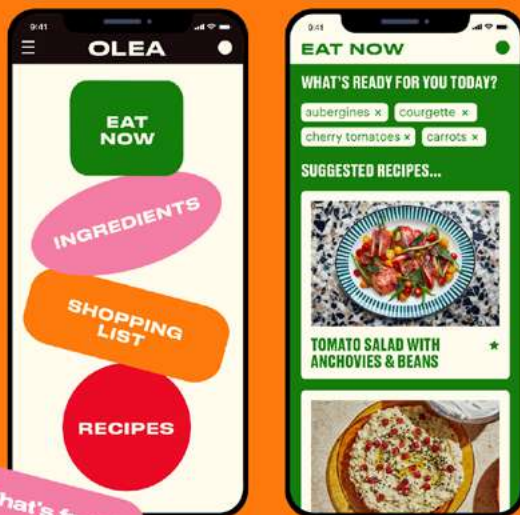 9:41
OLEA
EAT
NOW
INGREDIENTS
SHOPPING
LIST
RECIPES
hat's f
9:41
EAT NOW
WHAT'S READY FOR YOU TODAY?
aubergines × courgette ×
cherry tomatoes × carrots ×
SUGGESTED RECIPES...
TOMATO SALAD WITH
ANCHOVIES & BEANS